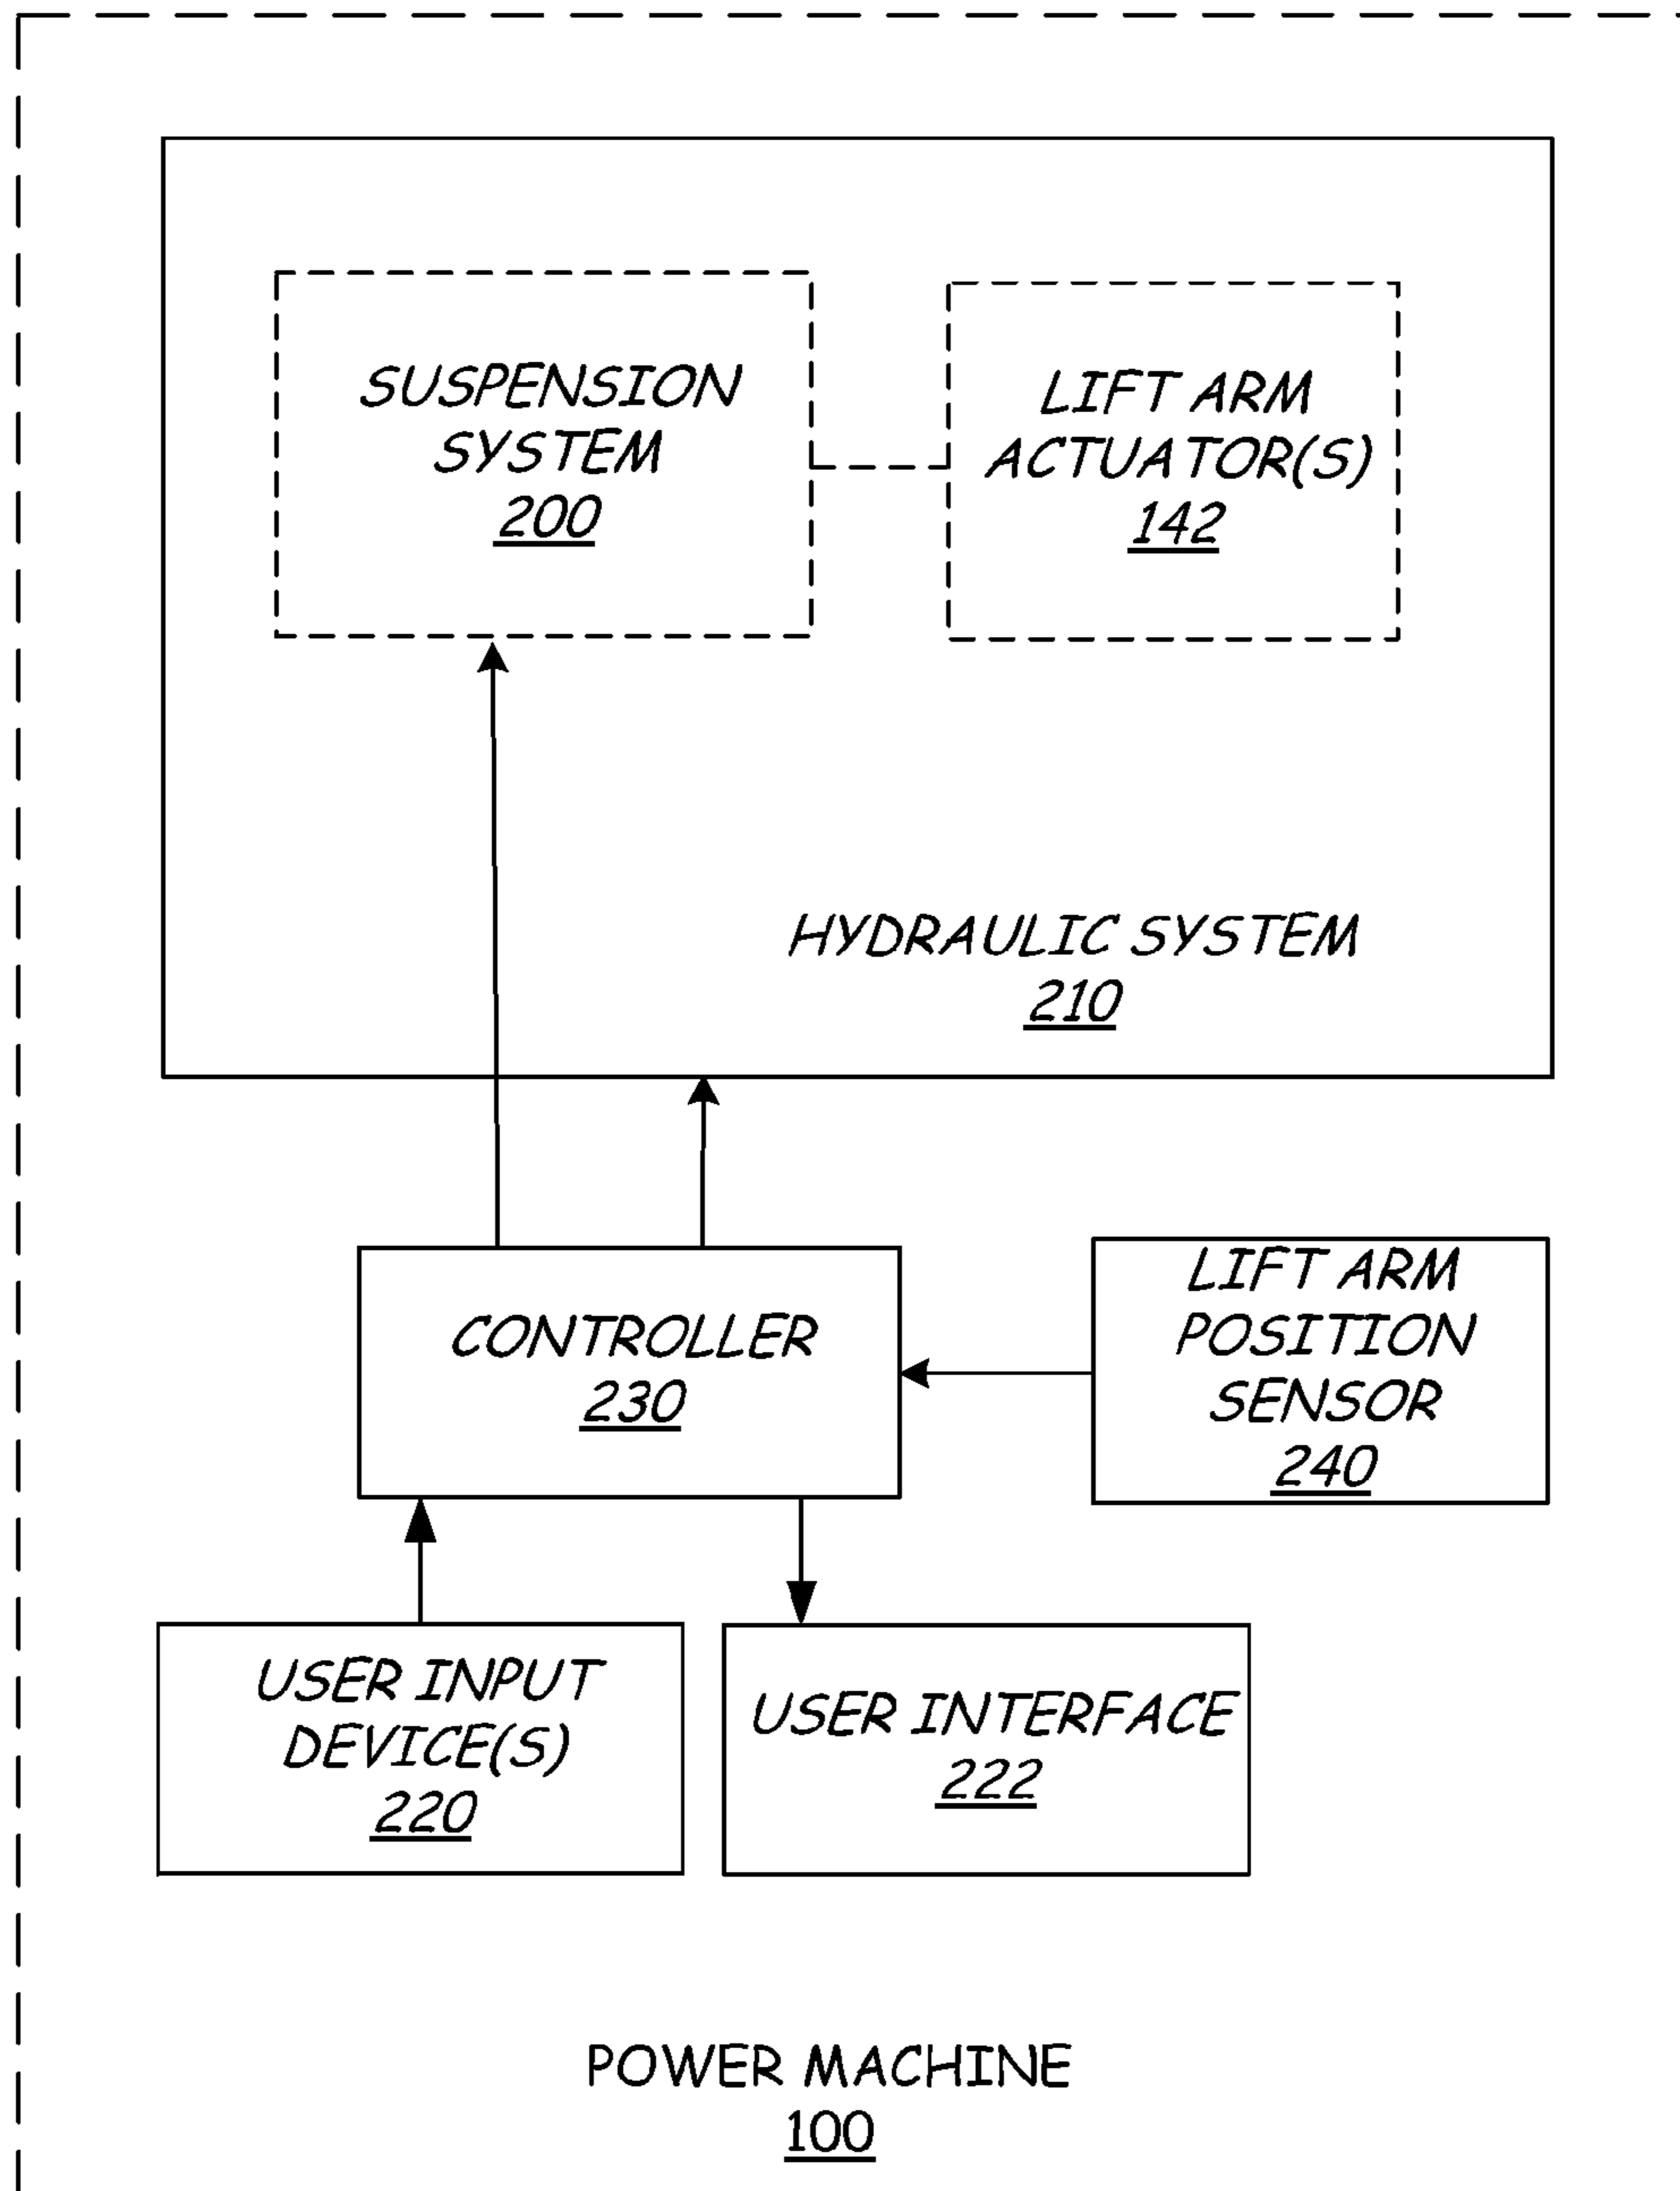 SUSPENSION
SYSTEM
200
LIFT ARM
ACTUATOR(S)
142
HYDRAULIC SYSTEM
210
CONTROLLER
230
LIFT ARM
POSITION
SENSOR
240
USER INPUT
DEVICE(S)
220
USER INTERFACE
222
POWER MACHINE
100